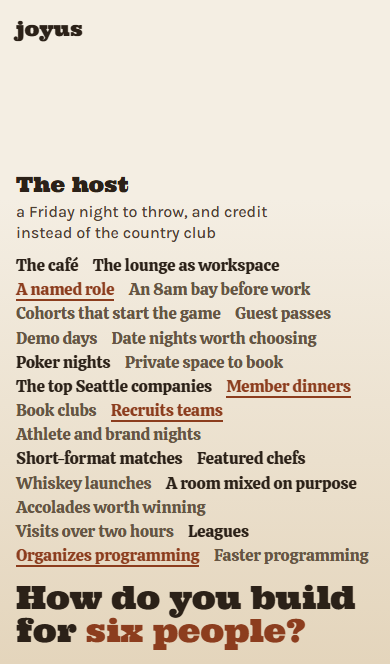 joyus
The host
a Friday night to throw, and credit
instead of the country club
The café The lounge as workspace
A named role An 8am bay before work
Cohorts that start the game Guest passes
Demo days Date nights worth choosing
Poker nights Private space to book
The top Seattle companies Member dinners
Book clubs Recruits teams
Athlete and brand nights
Short-format matches Featured chefs
Whiskey launches A room mixed on purpose
Accolades worth winning
Visits over two hours Leagues
Organizes programming Faster programming
How do you build
for six people?